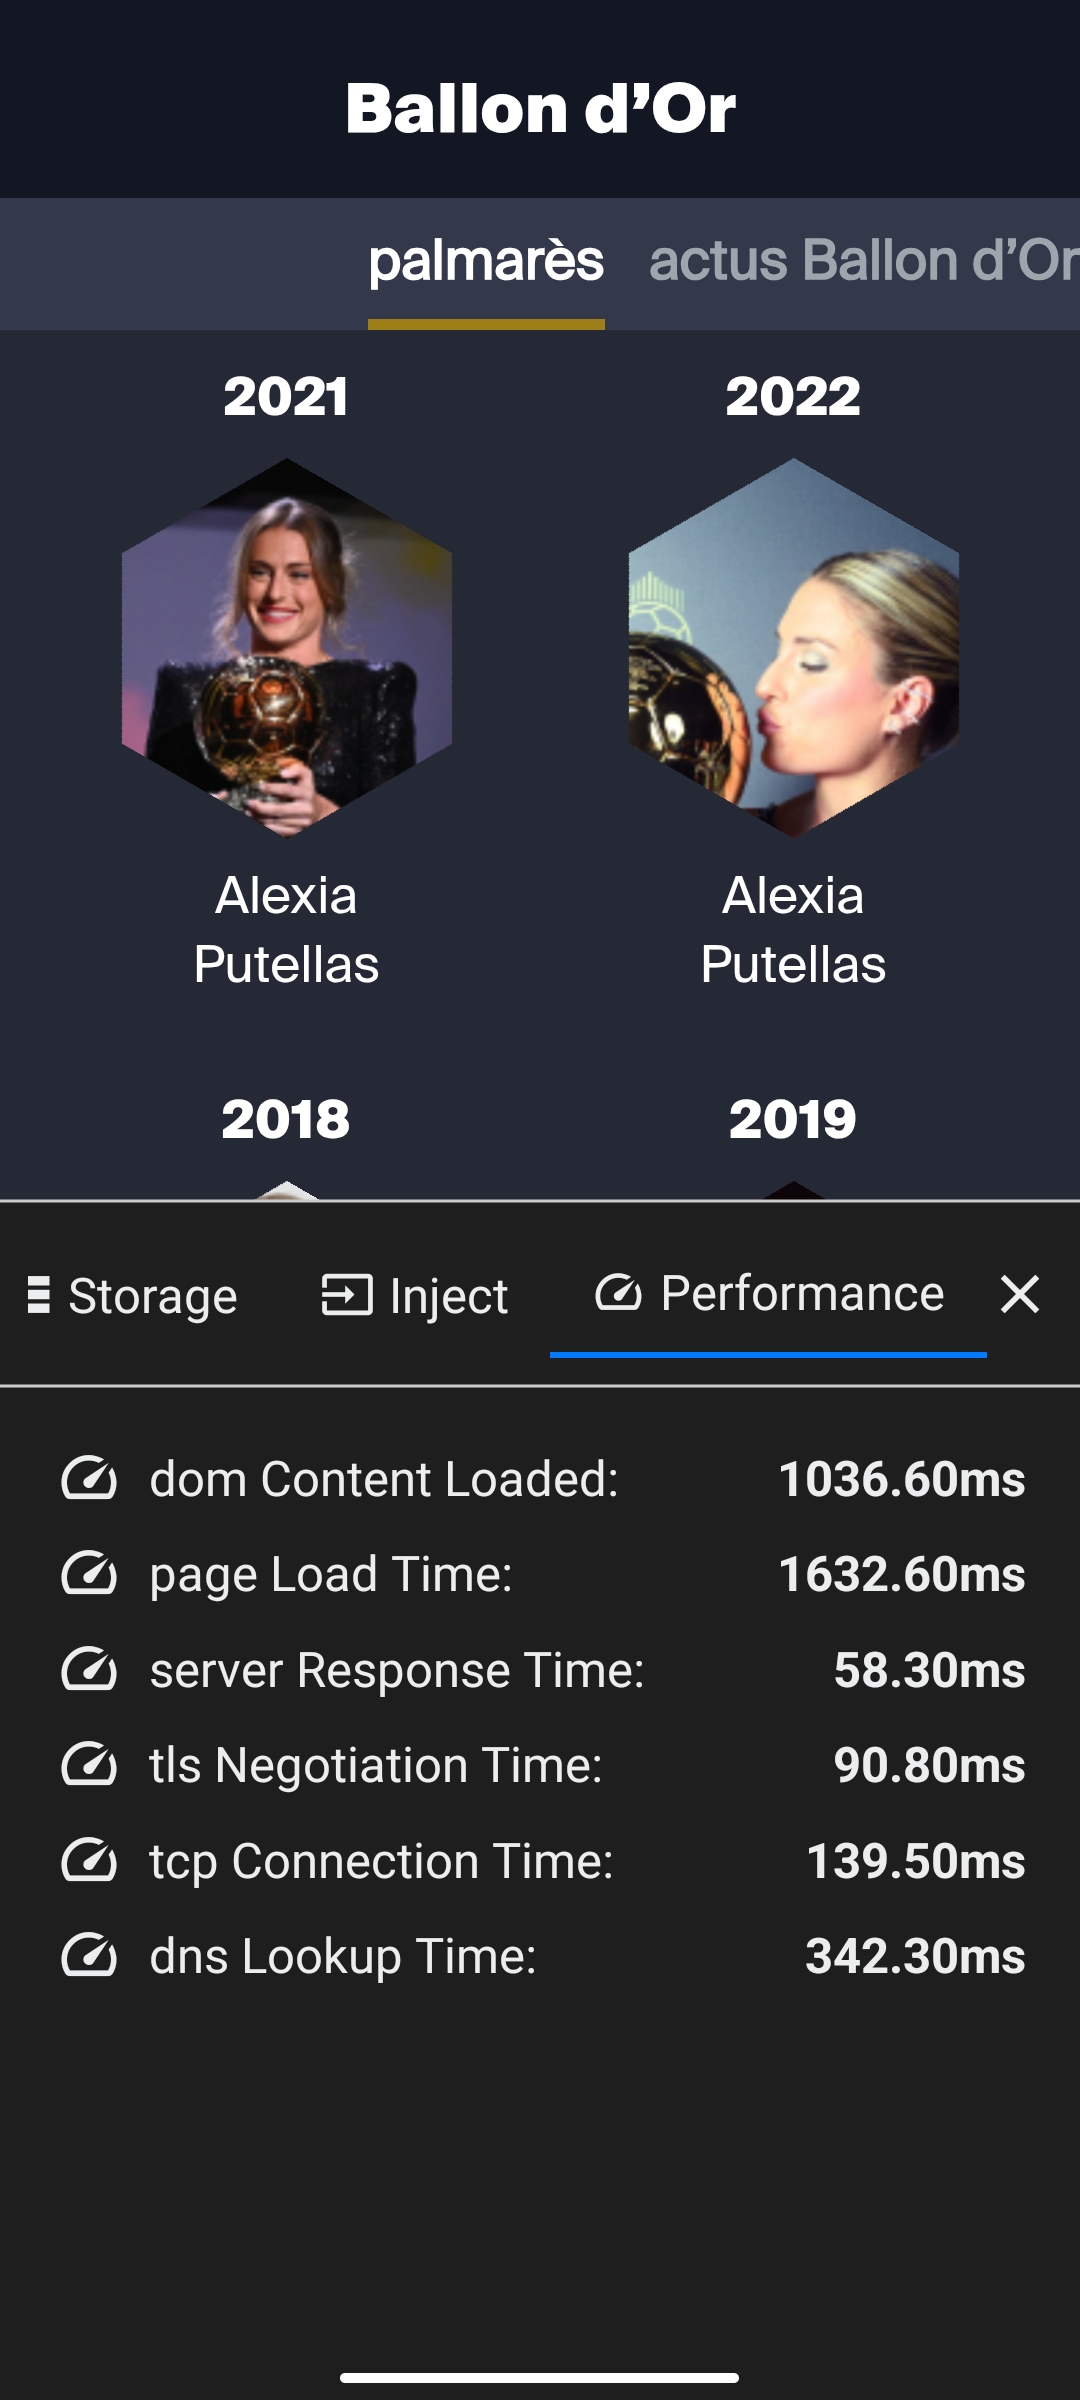 Ballon d’Or
palmarès actus Ballon d’Or
2021 2022
Alexia Alexia
Putellas Putellas
2018 2019
Storage Inject Performance
dom Content Loaded: 1036.60ms
page Load Time: 1632.60ms
server Response Time: 58.30ms
tls Negotiation Time: 90.80ms
tcp Connection Time: 139.50ms
dns Lookup Time: 342.30ms